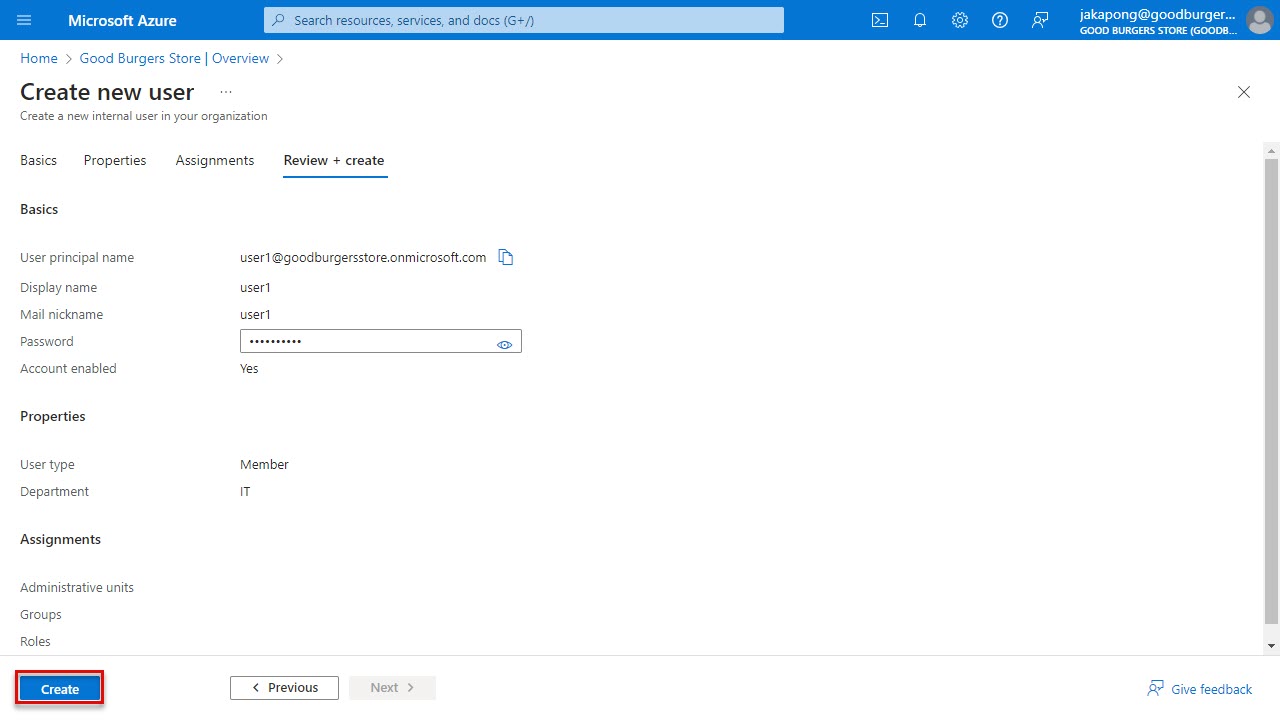 Microsoft Azure
Search resources, services, and docs (G+/)
jakapong@goodburger...
GOOD BURGERS STORE (GOODB...
Home > Good Burgers Store | Overview >
Create new user ...
Create a new internal user in your organization
Basics Properties Assignments Review + create
Basics
User principal name user1@goodburgersstore.onmicrosoft.com
Display name user1
Mail nickname user1
Password ••••••••••
Account enabled Yes
Properties
User type Member
Department IT
Assignments
Administrative units
Groups
Roles
Create < Previous Next > Give feedback